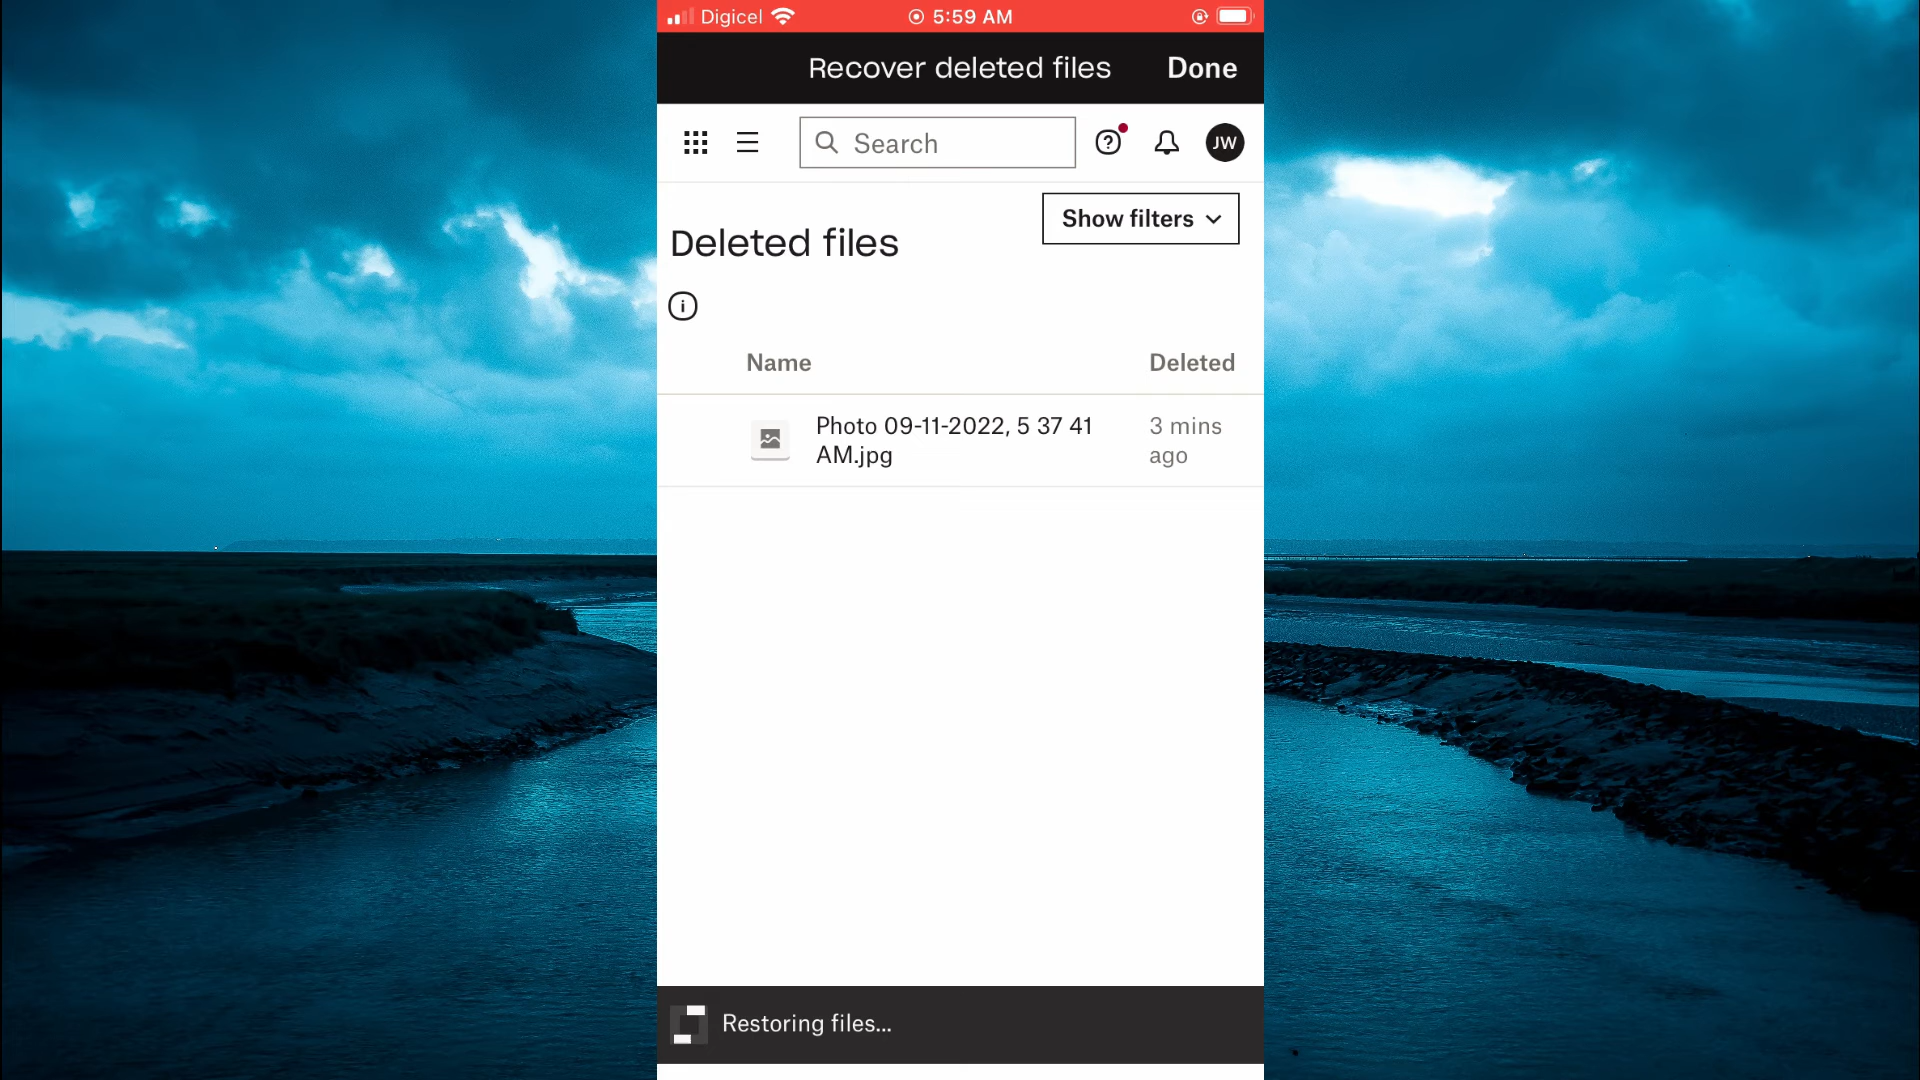 Digicel 5:59 AM
Recover deleted files Done
Search JW
Show filters
Deleted files
Name Deleted
Photo 09-11-2022, 5 37 41 3 mins
AM.jpg ago
Restoring files...